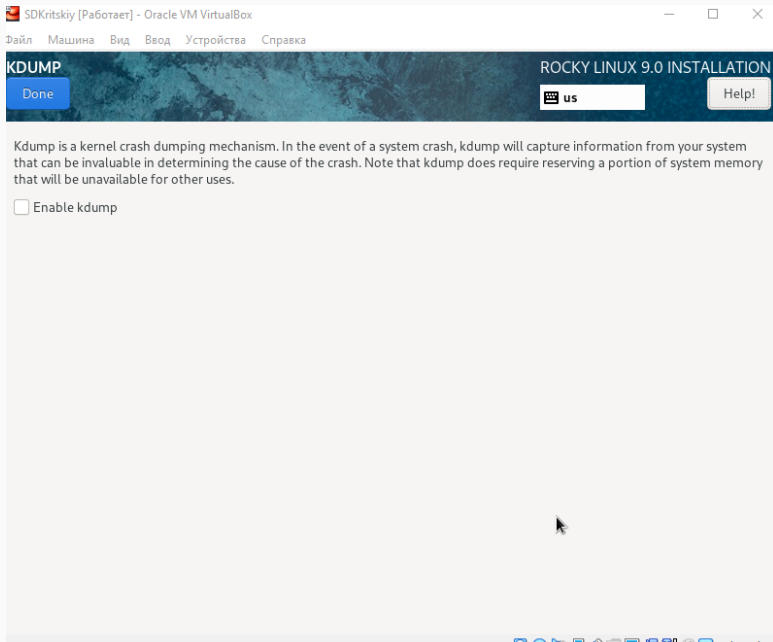 SDKritskiy [Работает] - Oracle VM VirtualBox
Файл Машина Вид Ввод Устройства Справка
KDUMP
ROCKY LINUX 9.0 INSTALLATION
Done
us
Help!
Kdump is a kernel crash dumping mechanism. In the event of a system crash, kdump will capture information from your system
that can be invaluable in determining the cause of the crash. Note that kdump does require reserving a portion of system memory
that will be unavailable for other uses.
Enable kdump